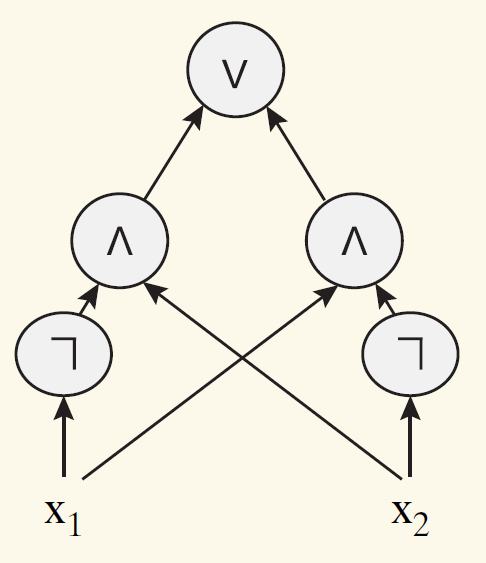 ∨
∧ ∧
¬ ¬
x₁ x₂